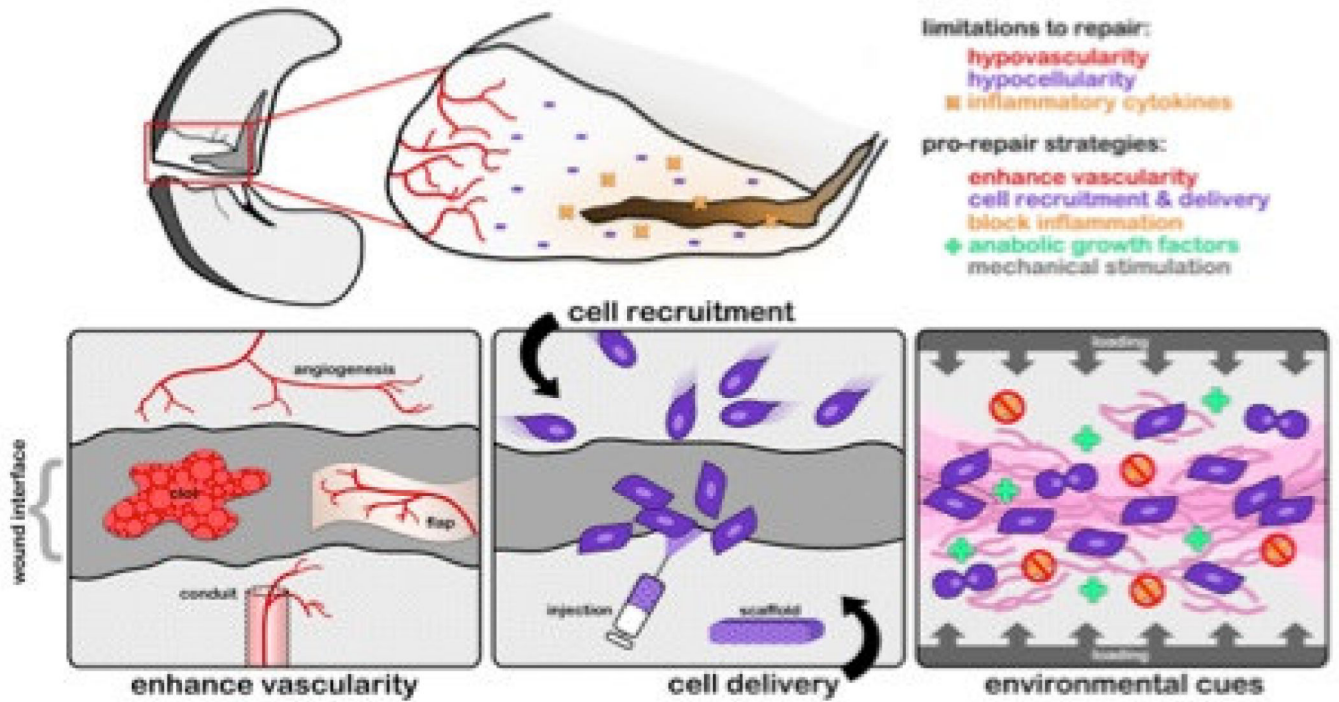 limitations to repair:
hypovascularity
hypocellularity
inflammatory cytokines
pro-repair strategies:
enhance vascularity
cell recruitment & delivery
block inflammation
anabolic growth factors
mechanical stimulation
cell recruitment
angiogenesis
clot
flap
wound interface
conduit
injection
scaffold
loading
loading
enhance vascularity
cell delivery
environmental cues